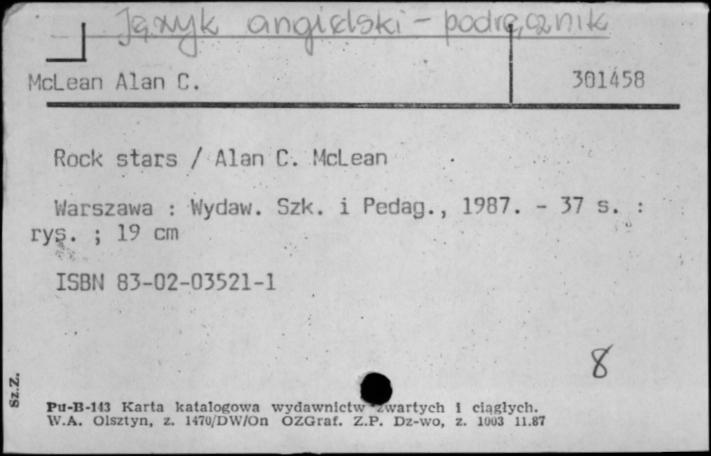 Język angielski - podręcznik
McLean Alan C.
301458
Rock stars / Alan C. McLean
Warszawa : Wydaw. Szk. i Pedag., 1987. - 37 s. :
rys. ; 19 cm
ISBN 83-02-03521-1
8
Sz.Z.
Pu-B-143 Karta katalogowa wydawnictw zwartych i ciągłych.
W.A. Olsztyn, z. 1470/DW/On OZGraf. Z.P. Dz-wo, z. 1003 11.87